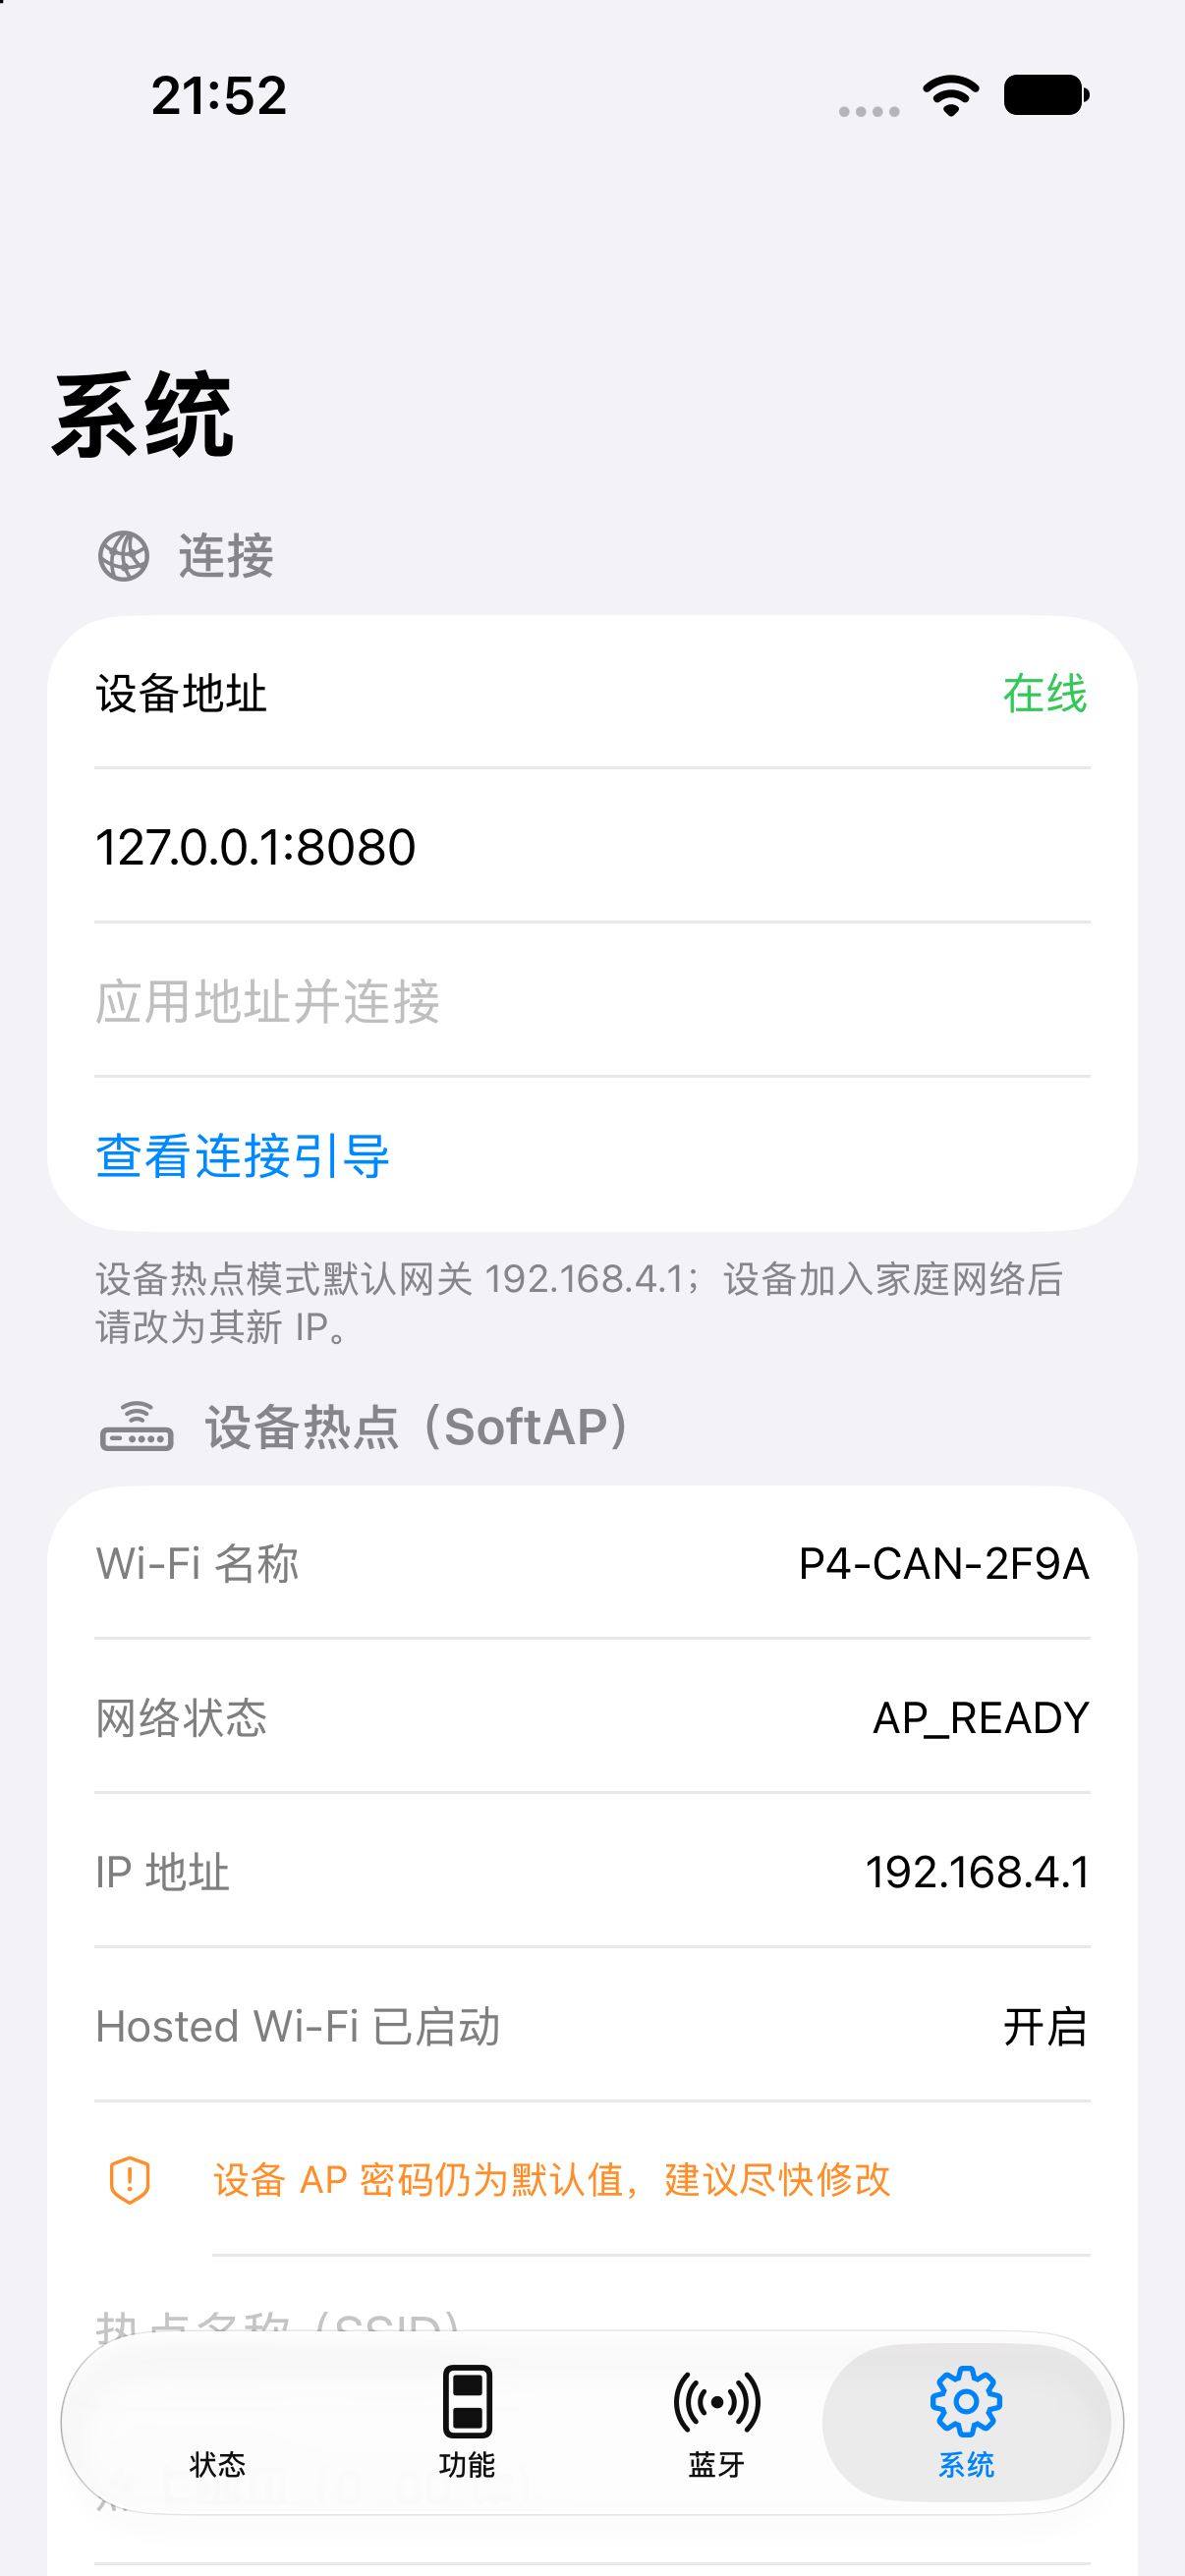 21:52
系统
连接
设备地址 在线
127.0.0.1:8080
应用地址并连接
查看连接引导
设备热点模式默认网关 192.168.4.1；设备加入家庭网络后
请改为其新 IP。
设备热点（SoftAP）
Wi-Fi 名称 P4-CAN-2F9A
网络状态 AP_READY
IP 地址 192.168.4.1
Hosted Wi-Fi 已启动 开启
设备 AP 密码仍为默认值，建议尽快修改
热点名称（SSID）
状态 功能 蓝牙 系统